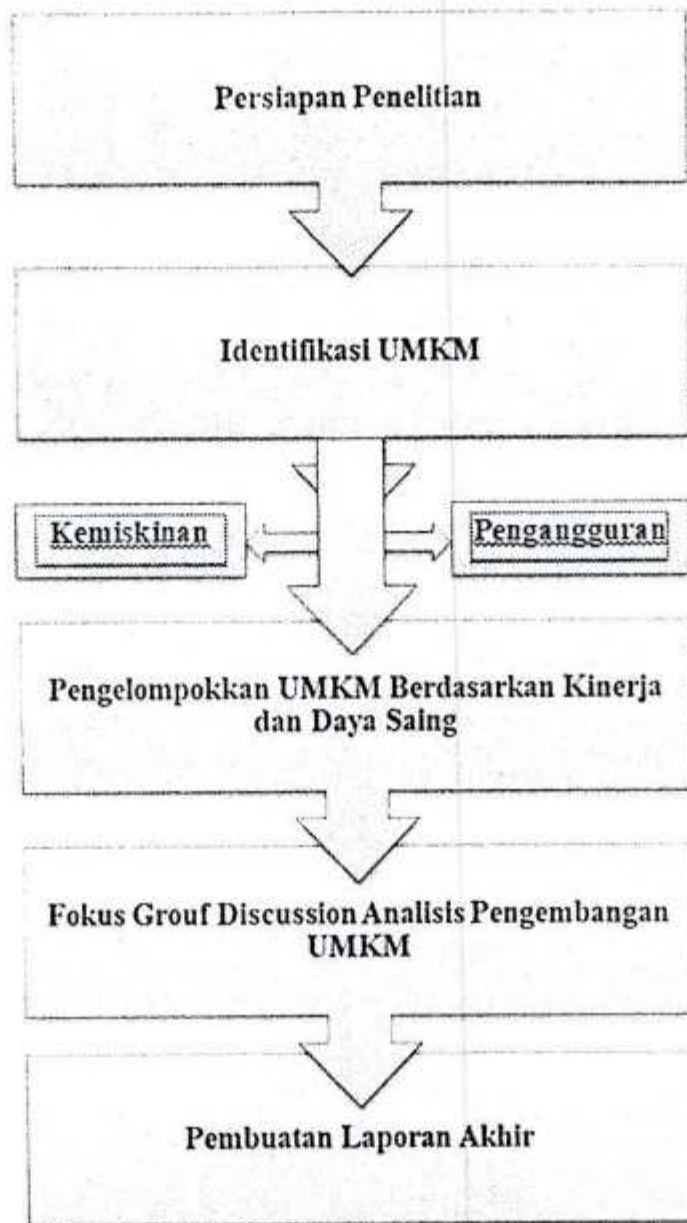 Persiapan Penelitian
Identifikasi UMKM
Kemiskinan
Pengangguran
Pengelompokkan UMKM Berdasarkan Kinerja
dan Daya Saing
Fokus Grouf Discussion Analisis Pengembangan
UMKM
Pembuatan Laporan Akhir